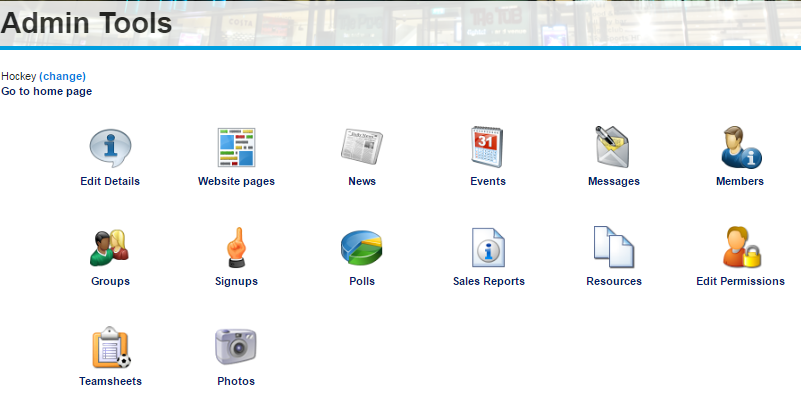 Admin Tools
Hockey (change)
Go to home page
31
Edit Details
Website pages
News
Events
Messages
Members
Groups
Signups
Polls
Sales Reports
Resources
Edit Permissions
Teamsheets
Photos